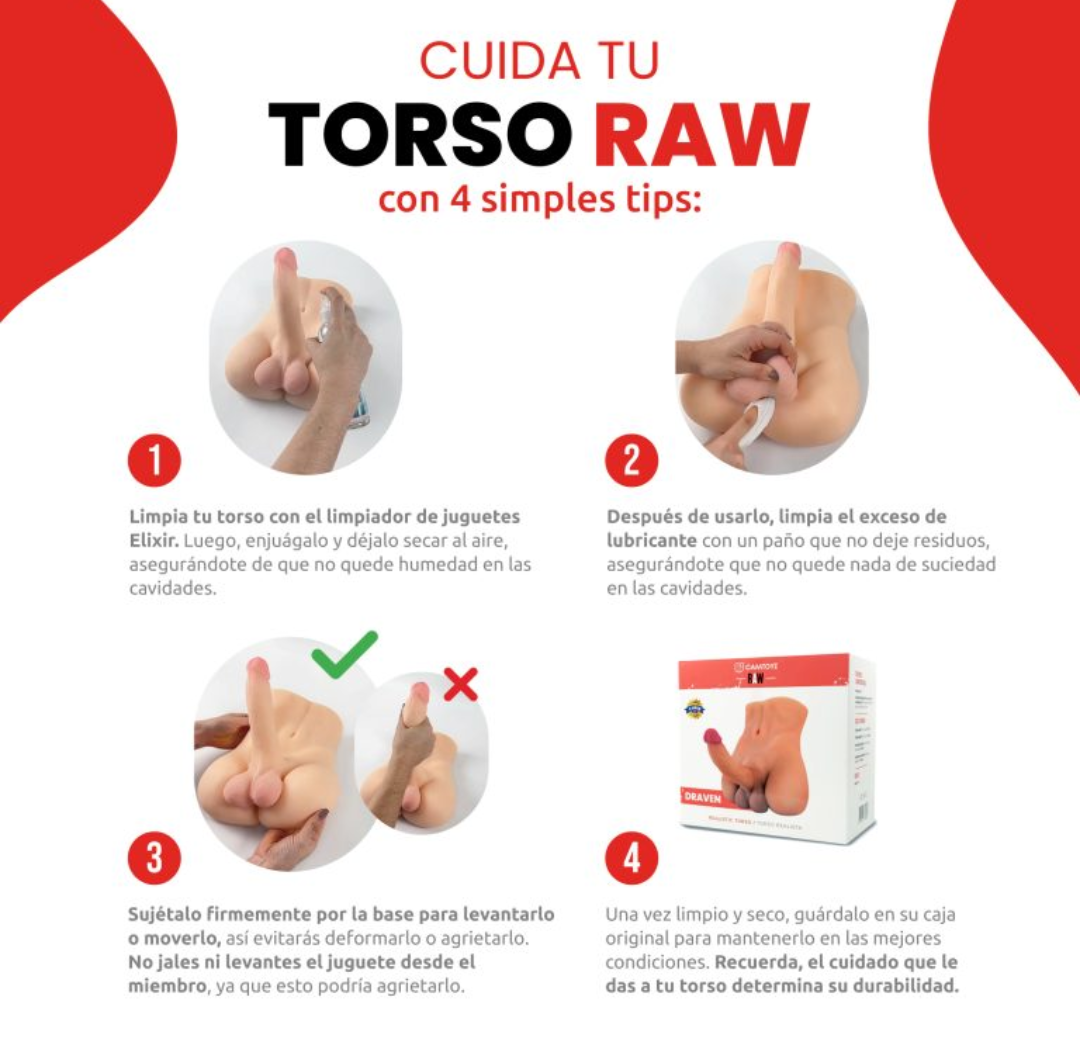 CUIDA TU
TORSO RAW
con 4 simples tips:
1
Limpia tu torso con el limpiador de juguetes
Elixir. Luego, enjuágalo y déjalo secar al aire,
asegurándote de que no quede humedad en las
cavidades.
2
Después de usarlo, limpia el exceso de
lubricante con un paño que no deje residuos,
asegurándote que no quede nada de suciedad
en las cavidades.
3
Sujétalo firmemente por la base para levantarlo
o moverlo, así evitarás deformarlo o agrietarlo.
No jales ni levantes el juguete desde el
miembro, ya que esto podría agrietarlo.
CAMTOYZ
RAW
DRAVEN
REALISTIC TORSO / TORSO REALISTA
4
Una vez limpio y seco, guárdalo en su caja
original para mantenerlo en las mejores
condiciones. Recuerda, el cuidado que le
das a tu torso determina su durabilidad.